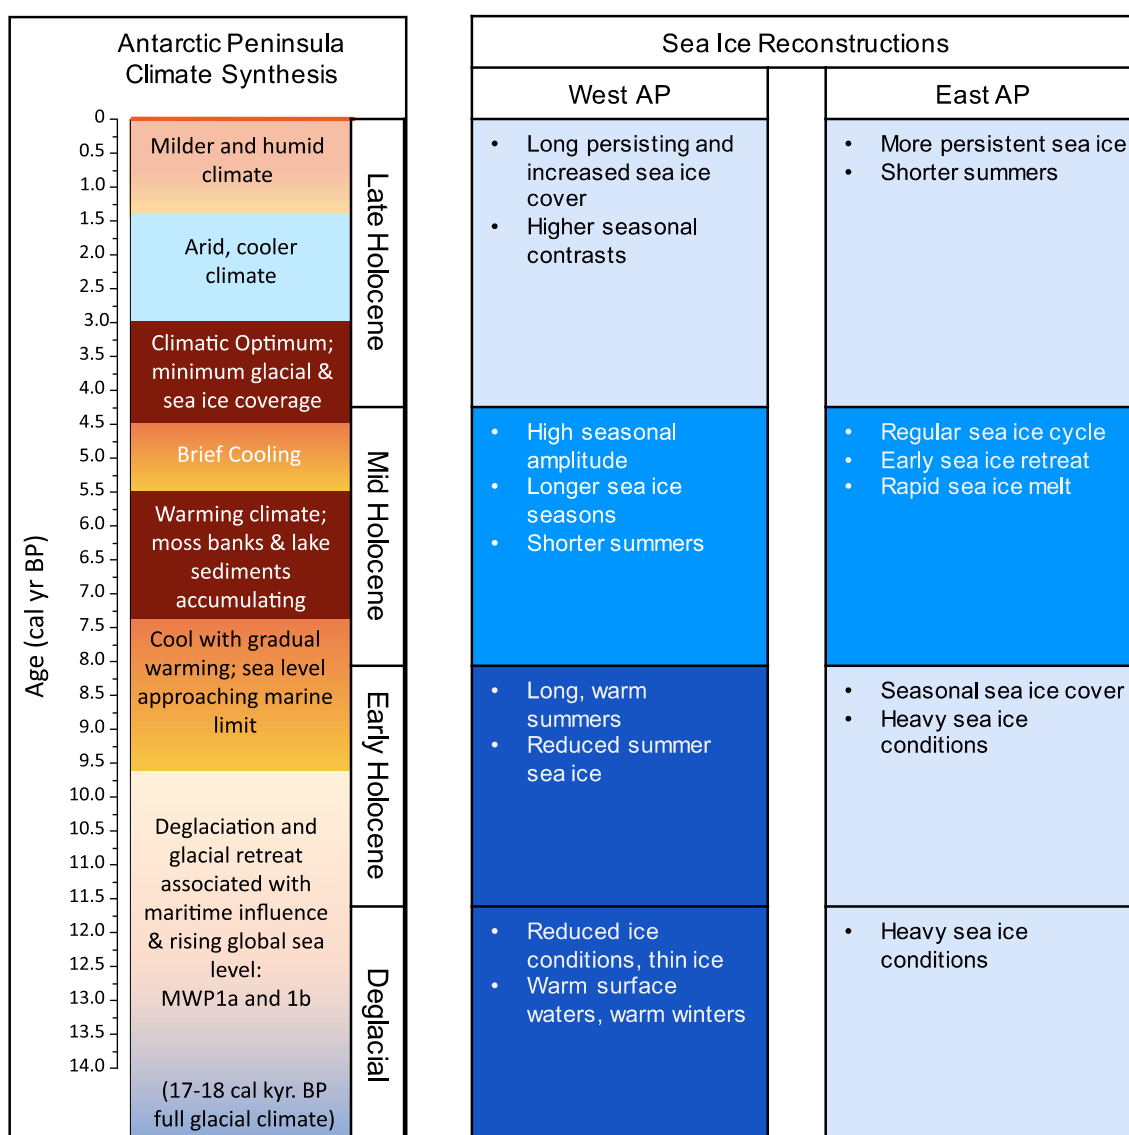 Antarctic Peninsula
Climate Synthesis
Age (cal yr BP)
0
0.5
1.0
1.5
2.0
2.5
3.0
3.5
4.0
4.5
5.0
5.5
6.0
6.5
7.0
7.5
8.0
8.5
9.0
9.5
10.0
10.5
11.0
11.5
12.0
12.5
13.0
13.5
14.0
Milder and humid
climate
Arid, cooler
climate
Climatic Optimum;
minimum glacial &
sea ice coverage
Brief Cooling
Warming climate;
moss banks & lake
sediments
accumulating
Cool with gradual
warming; sea level
approaching marine
limit
Deglaciation and
glacial retreat
associated with
maritime influence
& rising global sea
level:
MWP1a and 1b
(17-18 cal kyr. BP
full glacial climate)
Late Holocene
Mid Holocene
Early Holocene
Deglacial
Sea Ice Reconstructions
West AP
• Long persisting and
increased sea ice
cover
• Higher seasonal
contrasts
• High seasonal
amplitude
• Longer sea ice
seasons
• Shorter summers
• Long, warm
summers
• Reduced summer
sea ice
• Reduced ice
conditions, thin ice
• Warm surface
waters, warm winters
East AP
• More persistent sea ice
• Shorter summers
• Regular sea ice cycle
• Early sea ice retreat
• Rapid sea ice melt
• Seasonal sea ice cover
• Heavy sea ice
conditions
• Heavy sea ice
conditions